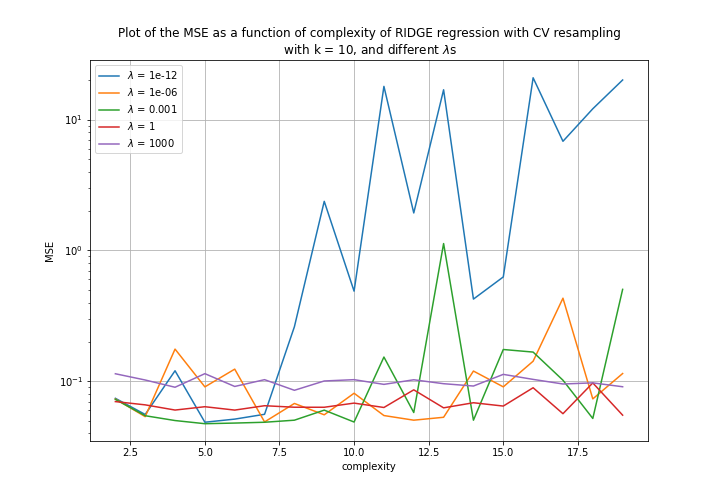 Plot of the MSE as a function of complexity of RIDGE regression with CV resampling
with k = 10, and different λs
λ = 1e-12
λ = 1e-06
λ = 0.001
λ = 1
λ = 1000
10¹
10⁰
10⁻¹
MSE
2.5 5.0 7.5 10.0 12.5 15.0 17.5
complexity